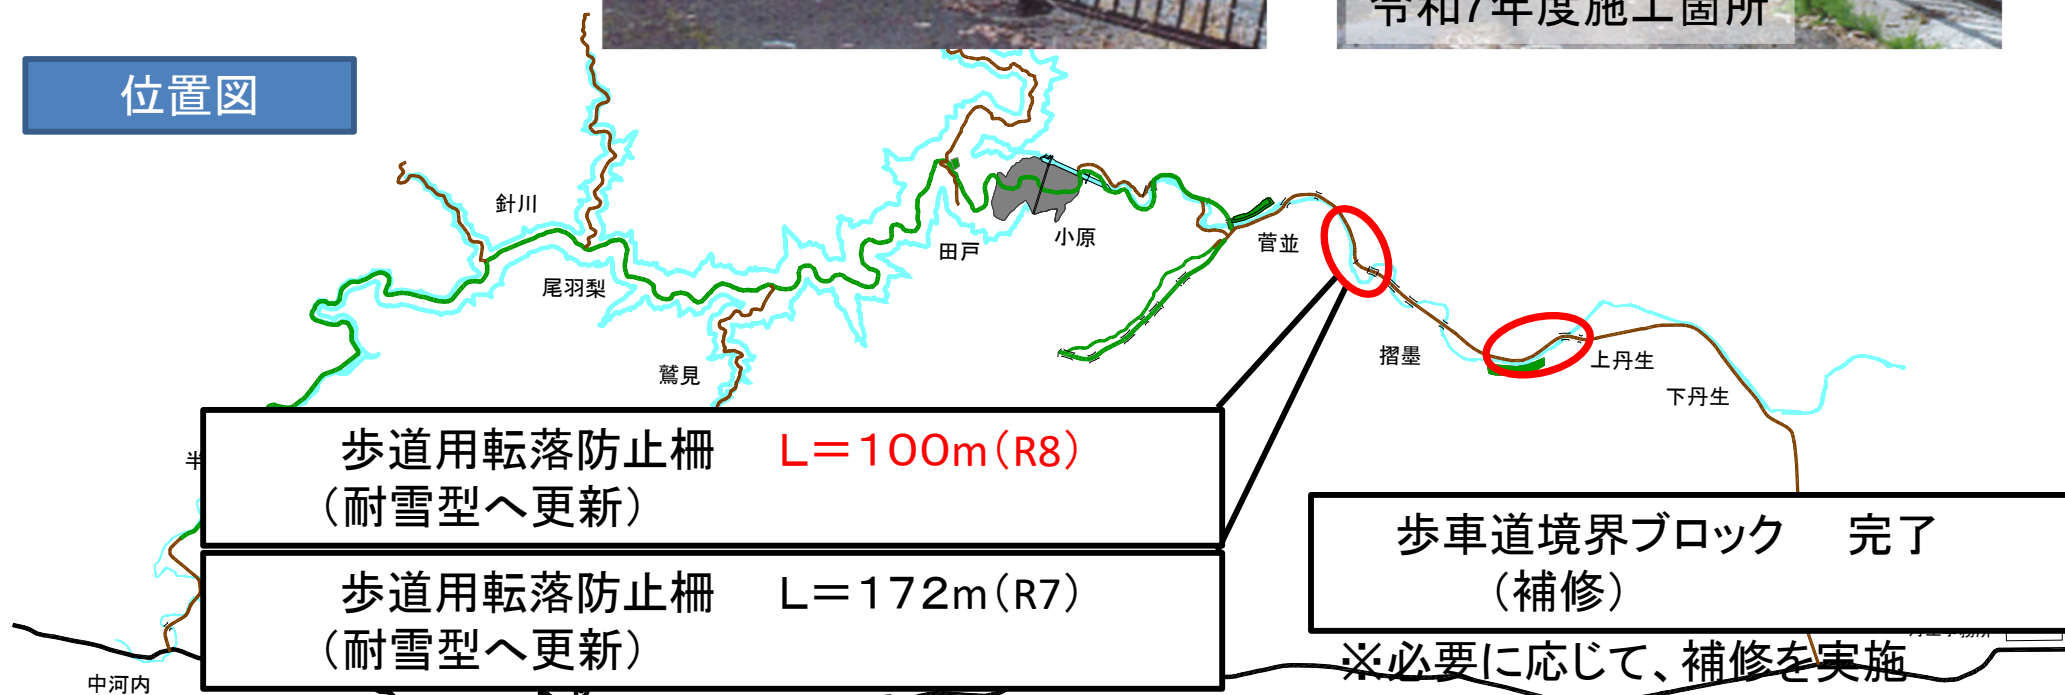 令和7年度施工箇所
位置図
針川
尾羽梨
鷲見
田戸
小原
菅並
摺墨
上丹生
下丹生
半
中河内
歩道用転落防止柵 L=100m(R8)
(耐雪型へ更新)
歩道用転落防止柵 L=172m(R7)
(耐雪型へ更新)
歩車道境界ブロック 完了
(補修)
※必要に応じて、補修を実施